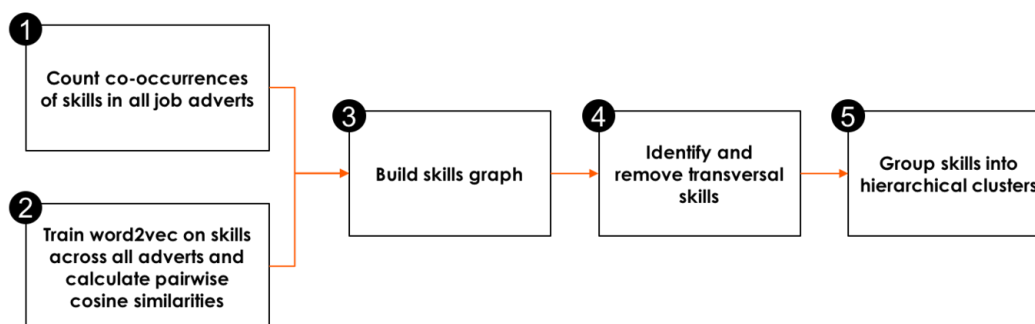 1
Count co-occurrences
of skills in all job adverts
2
Train word2vec on skills
across all adverts and
calculate pairwise
cosine similarities
3
Build skills graph
4
Identify and
remove transversal
skills
5
Group skills into
hierarchical clusters